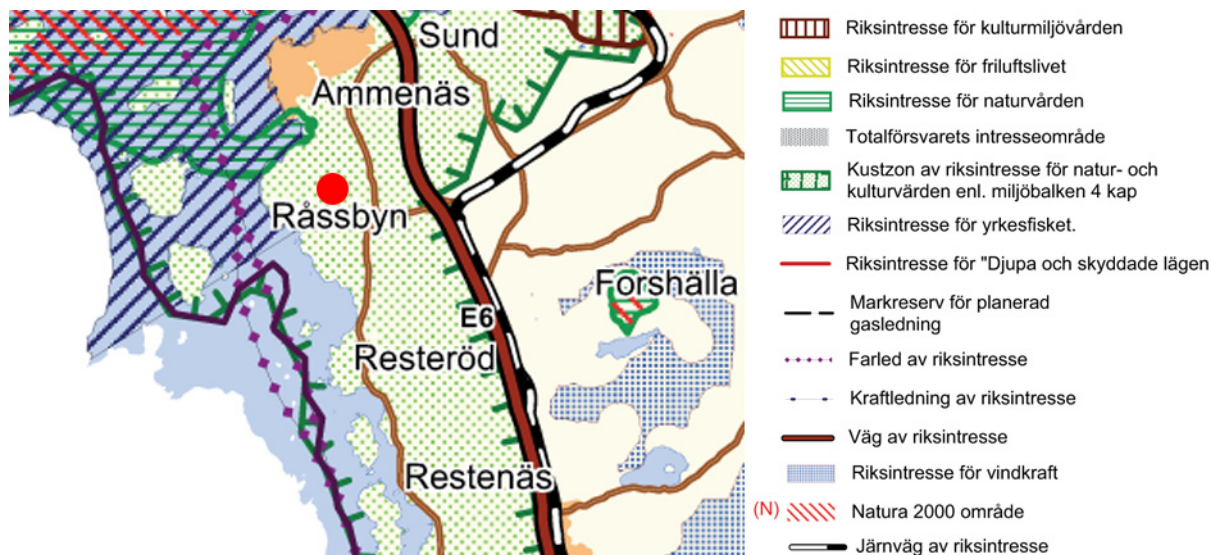 Sund
Ammenäs
Råssbyn
Forshälla
E6
Resteröd
Restenäs
Riksintresse för kulturmiljövården
Riksintresse för friluftslivet
Riksintresse för naturvården
Totalförsvarets intresseområde
Kustzon av riksintresse för natur- och
kulturvärden enl. miljöbalken 4 kap
Riksintresse för yrkesfisket.
Riksintresse för "Djupa och skyddade lägen
Markreserv för planerad
gasledning
Farled av riksintresse
Kraftledning av riksintresse
Väg av riksintresse
Riksintresse för vindkraft
(N) Natura 2000 område
Järnväg av riksintresse